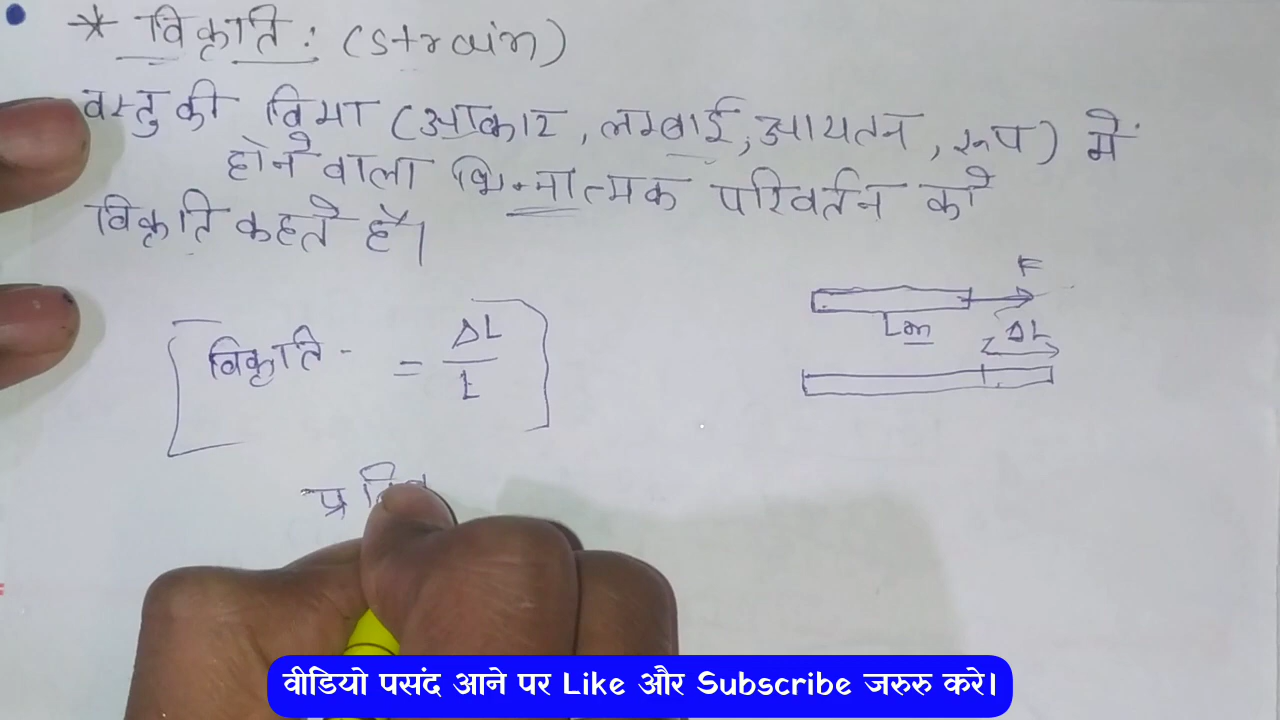 * विकृति : (Strain)
वस्तु की विमा (आकार, लम्बाई, आयतन, रूप) में
होने वाला भिन्नात्मक परिवर्तन को
विकृति कहते है।
F
Lm
ΔL
विकृति - = ΔL / L
वीडियो पसंद आने पर Like और Subscribe जरुरु करे।